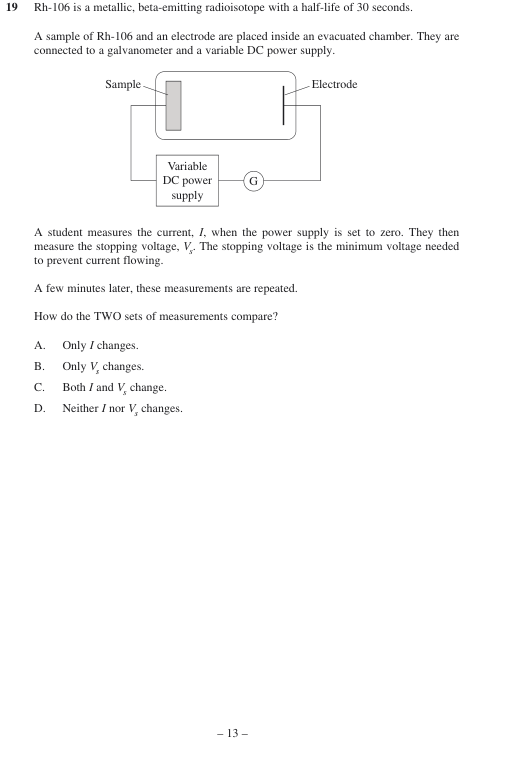 19 Rh-106 is a metallic, beta-emitting radioisotope with a half-life of 30 seconds.
A sample of Rh-106 and an electrode are placed inside an evacuated chamber. They are
connected to a galvanometer and a variable DC power supply.
Sample
Electrode
Variable
DC power
supply
G
A student measures the current, I, when the power supply is set to zero. They then
measure the stopping voltage, Vs. The stopping voltage is the minimum voltage needed
to prevent current flowing.
A few minutes later, these measurements are repeated.
How do the TWO sets of measurements compare?
A. Only I changes.
B. Only Vs changes.
C. Both I and Vs change.
D. Neither I nor Vs changes.
– 13 –